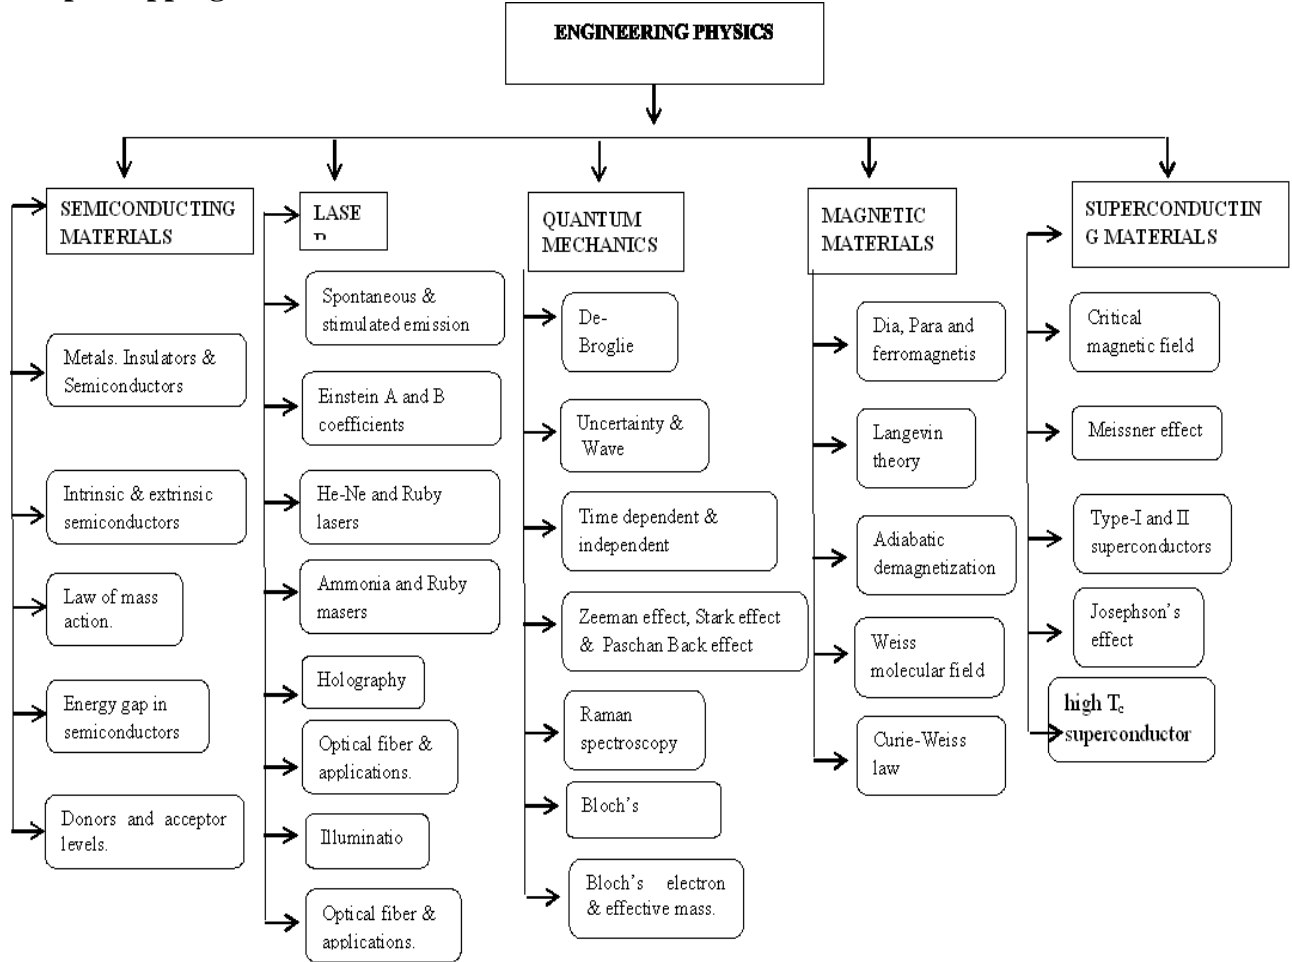 ENGINEERING PHYSICS
SEMICONDUCTING
MATERIALS
Metals. Insulators &
Semiconductors
Intrinsic & extrinsic
semiconductors
Law of mass
action.
Energy gap in
semiconductors
Donors and acceptor
levels.
LASE
Spontaneous &
stimulated emission
Einstein A and B
coefficients
He-Ne and Ruby
lasers
Ammonia and Ruby
masers
Holography
Optical fiber &
applications.
Illuminatio
Optical fiber &
applications.
QUANTUM
MECHANICS
De-
Broglie
Uncertainty &
Wave
Time dependent &
independent
Zeeman effect, Stark effect
& Paschan Back effect
Raman
spectroscopy
Bloch's
Bloch's electron
& effective mass.
MAGNETIC
MATERIALS
Dia, Para and
ferromagnetis
Langevin
theory
Adiabatic
demagnetization
Weiss
molecular field
Curie-Weiss
law
SUPERCONDUCTIN
G MATERIALS
Critical
magnetic field
Meissner effect
Type-I and II
superconductors
Josephson's
effect
high Tc
superconductor